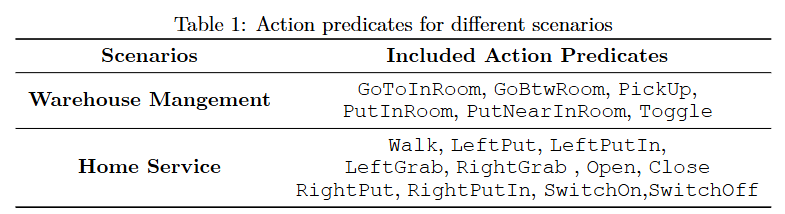 Table 1: Action predicates for different scenarios
Scenarios Included Action Predicates
Warehouse Mangement GoToInRoom, GoBtwRoom, PickUp,
PutInRoom, PutNearInRoom, Toggle
Home Service Walk, LeftPut, LeftPutIn,
LeftGrab, RightGrab , Open, Close
RightPut, RightPutIn, SwitchOn,SwitchOff